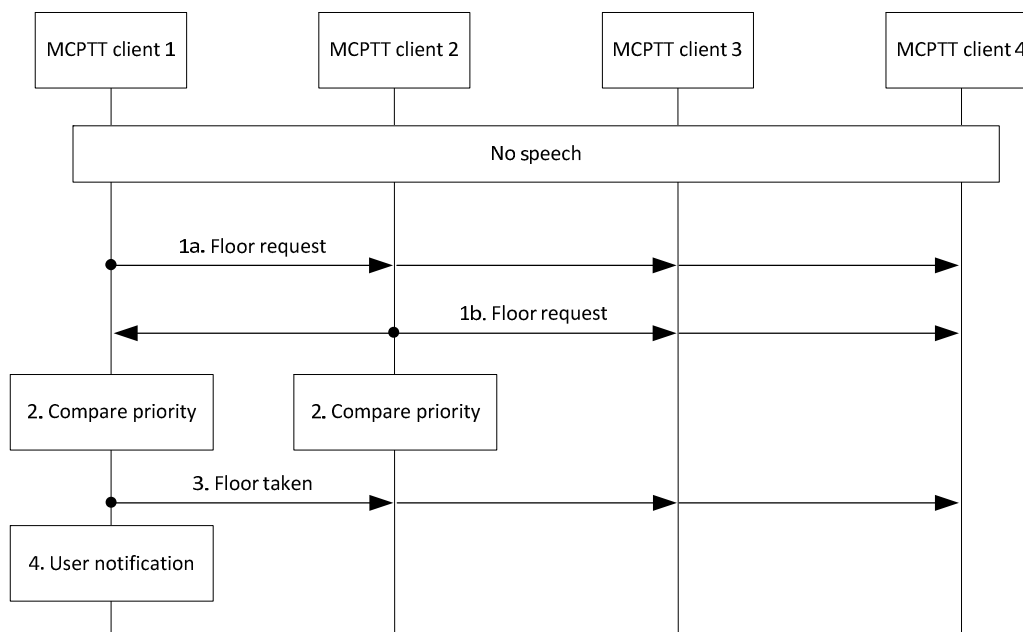 MCPTT client 1
MCPTT client 2
MCPTT client 3
MCPTT client 4
No speech
1a. Floor request
1b. Floor request
2. Compare priority
2. Compare priority
3. Floor taken
4. User notification